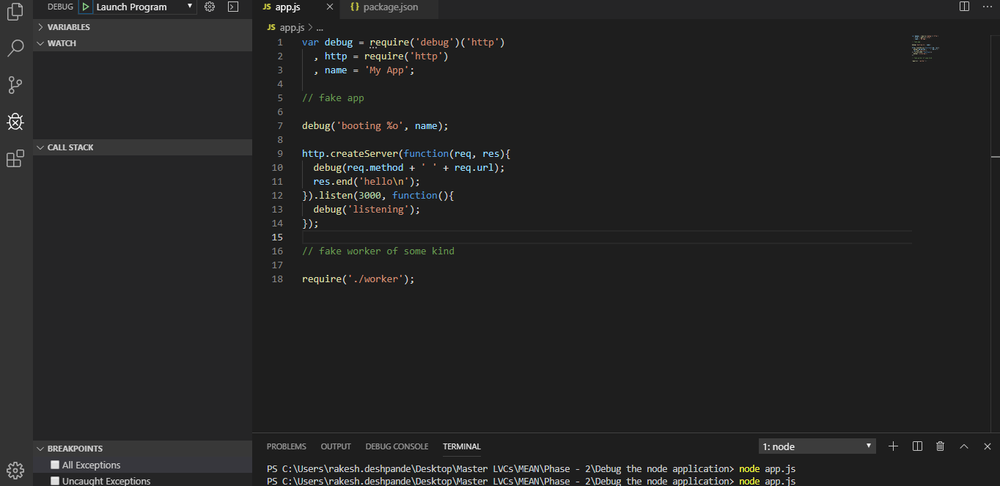 DEBUG Launch Program
JS app.js × {} package.json
VARIABLES
WATCH
CALL STACK
BREAKPOINTS
All Exceptions
Uncaught Exceptions
JS app.js > ...
1 var debug = require('debug')('http')
2   , http = require('http')
3   , name = 'My App';
4
5 // fake app
6
7 debug('booting %o', name);
8
9 http.createServer(function(req, res){
10   debug(req.method + ' ' + req.url);
11   res.end('hello\n');
12 }).listen(3000, function(){
13   debug('listening');
14 });
15
16 // fake worker of some kind
17
18 require('./worker');
PROBLEMS OUTPUT DEBUG CONSOLE TERMINAL 1: node
PS C:\Users\rakesh.deshpande\Desktop\Master LVCs\MEAN\Phase - 2\Debug the node application> node app.js
PS C:\Users\rakesh.deshpande\Desktop\Master LVCs\MEAN\Phase - 2\Debug the node application> node app.js